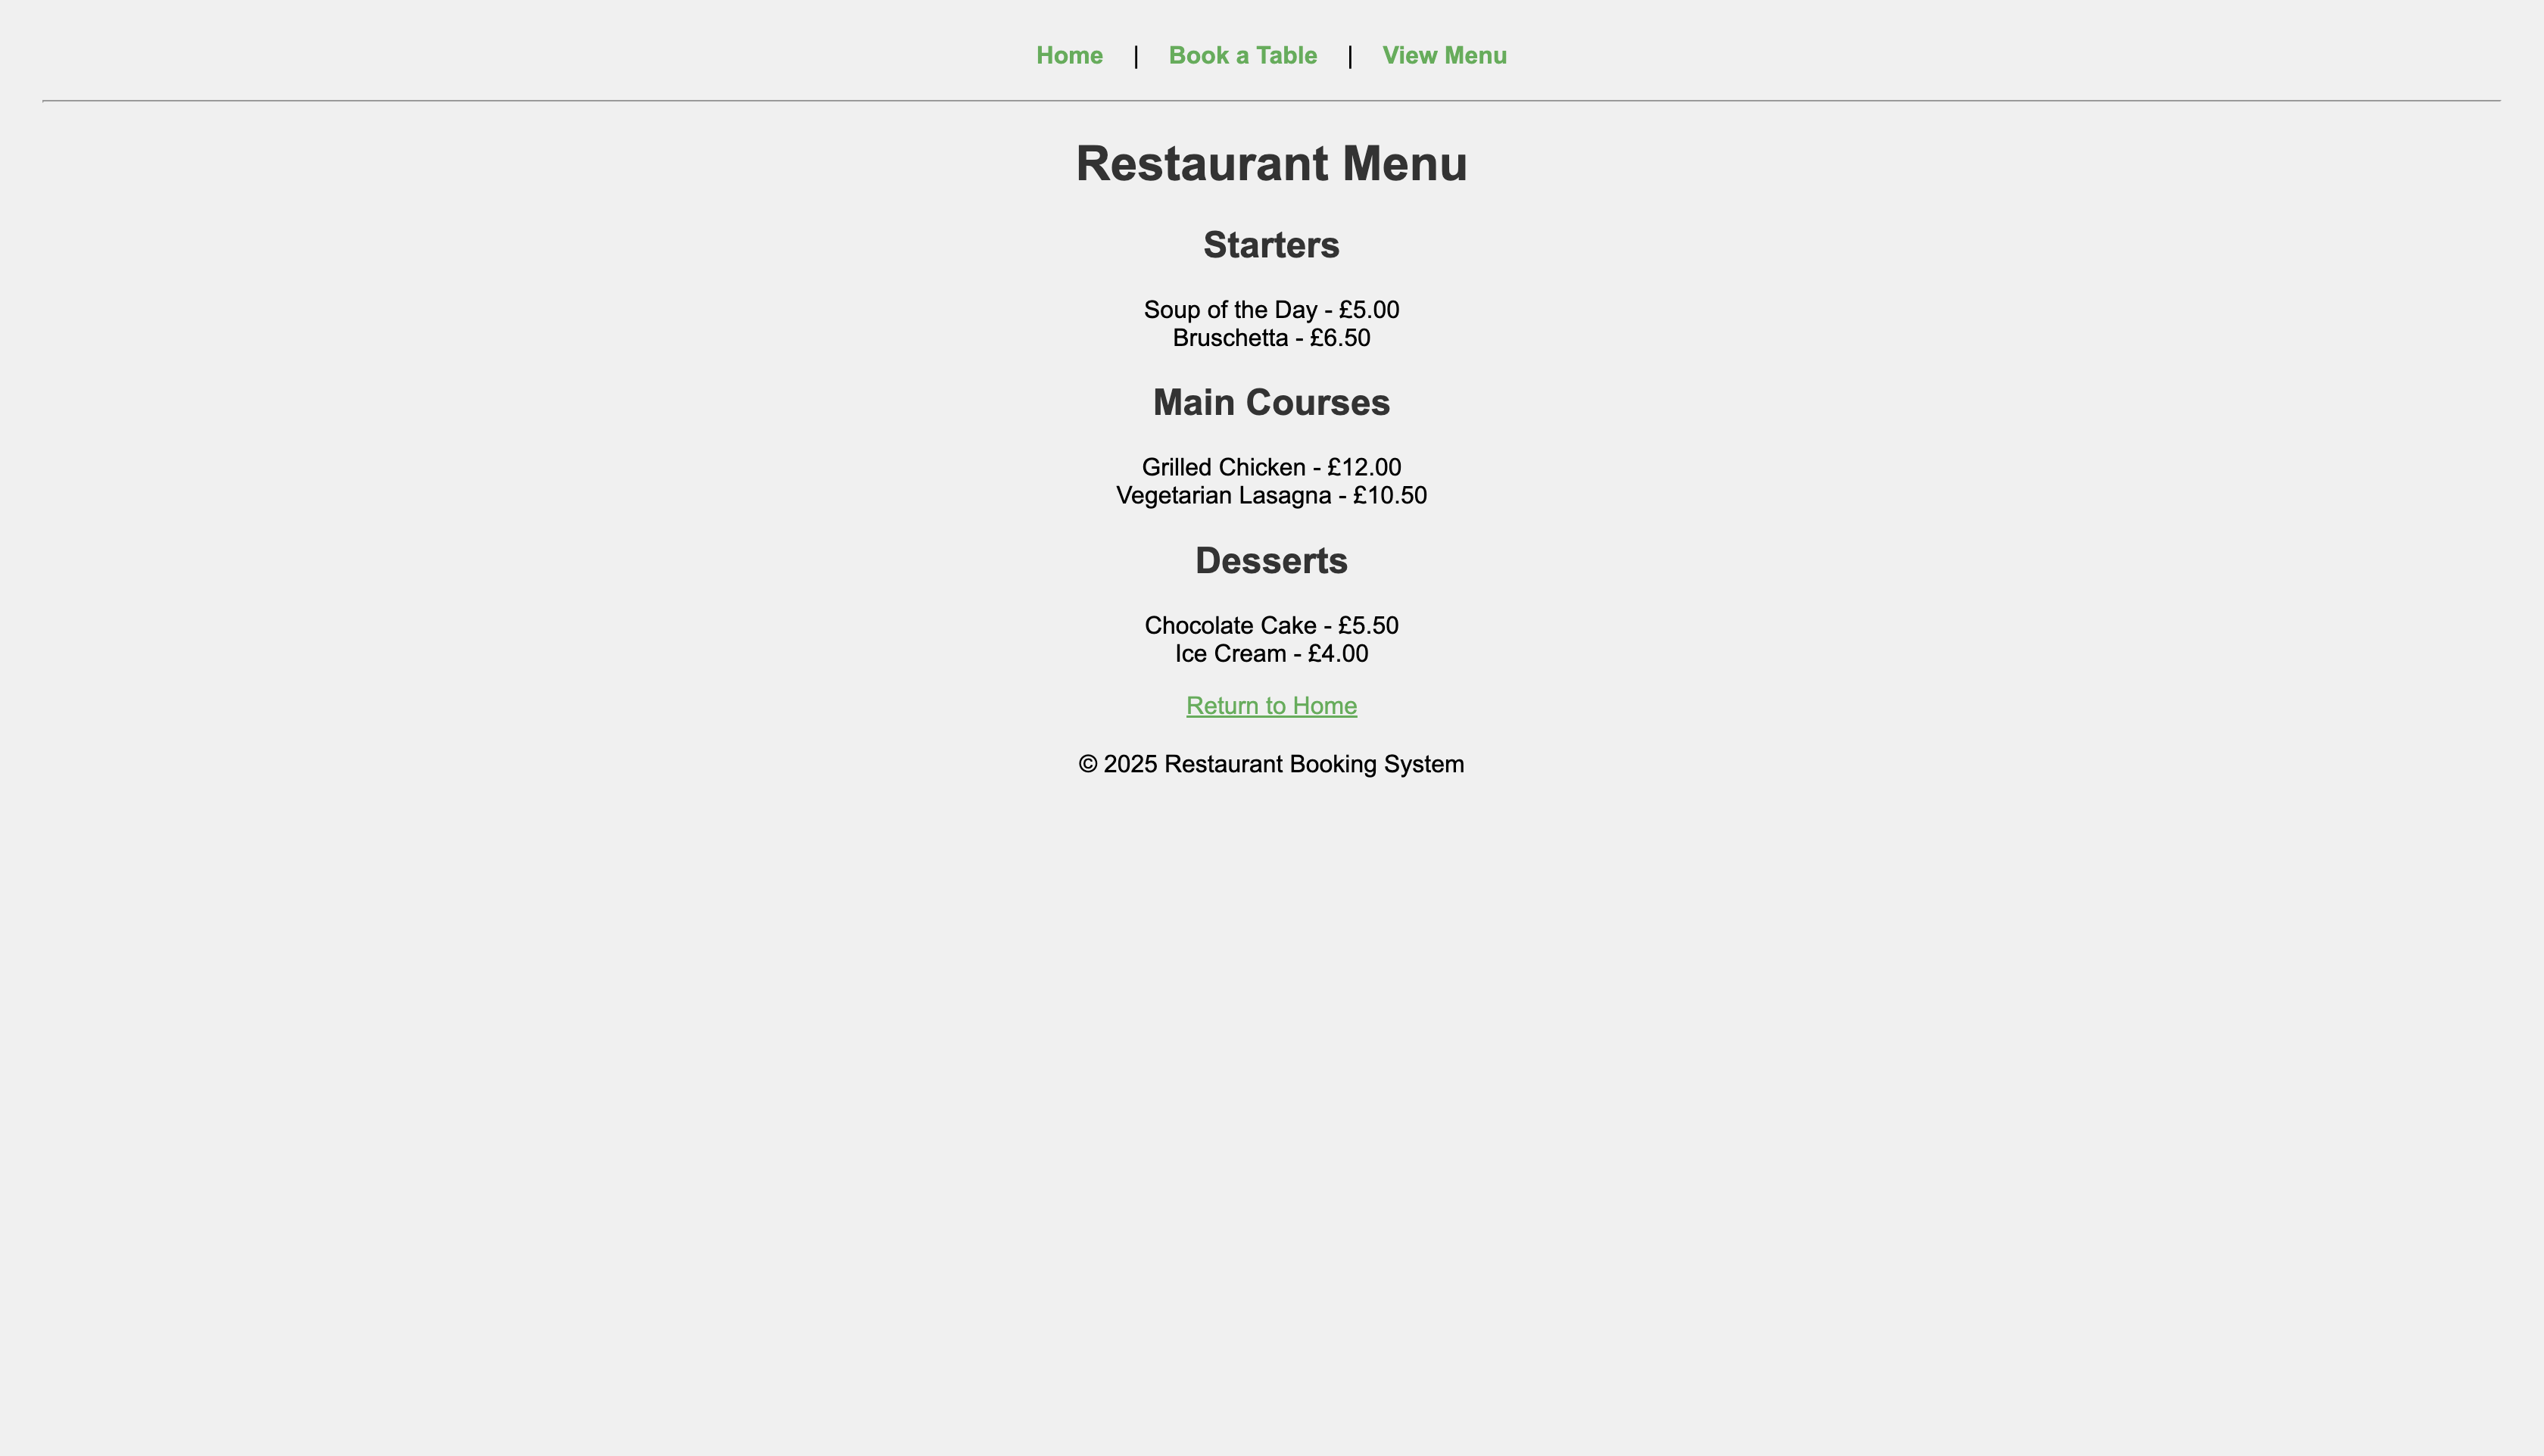 Home | Book a Table | View Menu
Restaurant Menu
Starters
Soup of the Day - £5.00
Bruschetta - £6.50
Main Courses
Grilled Chicken - £12.00
Vegetarian Lasagna - £10.50
Desserts
Chocolate Cake - £5.50
Ice Cream - £4.00
Return to Home
© 2025 Restaurant Booking System